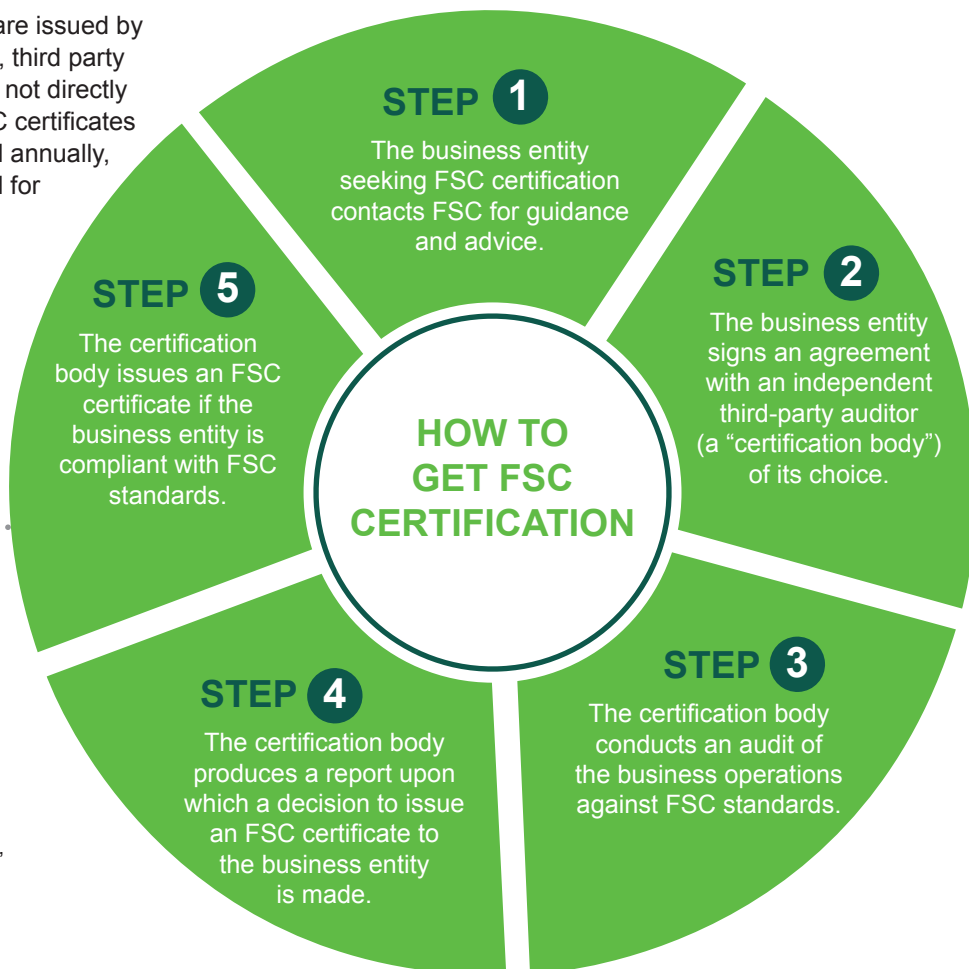 are issued by
, third party
not directly
C certificates
annually,
for
HOW TO
GET FSC
CERTIFICATION
STEP 1
The business entity
seeking FSC certification
contacts FSC for guidance
and advice.
STEP 2
The business entity
signs an agreement
with an independent
third-party auditor
(a “certification body”)
of its choice.
STEP 3
The certification body
conducts an audit of
the business operations
against FSC standards.
STEP 4
The certification body
produces a report upon
which a decision to issue
an FSC certificate to
the business entity
is made.
STEP 5
The certification
body issues an FSC
certificate if the
business entity is
compliant with FSC
standards.